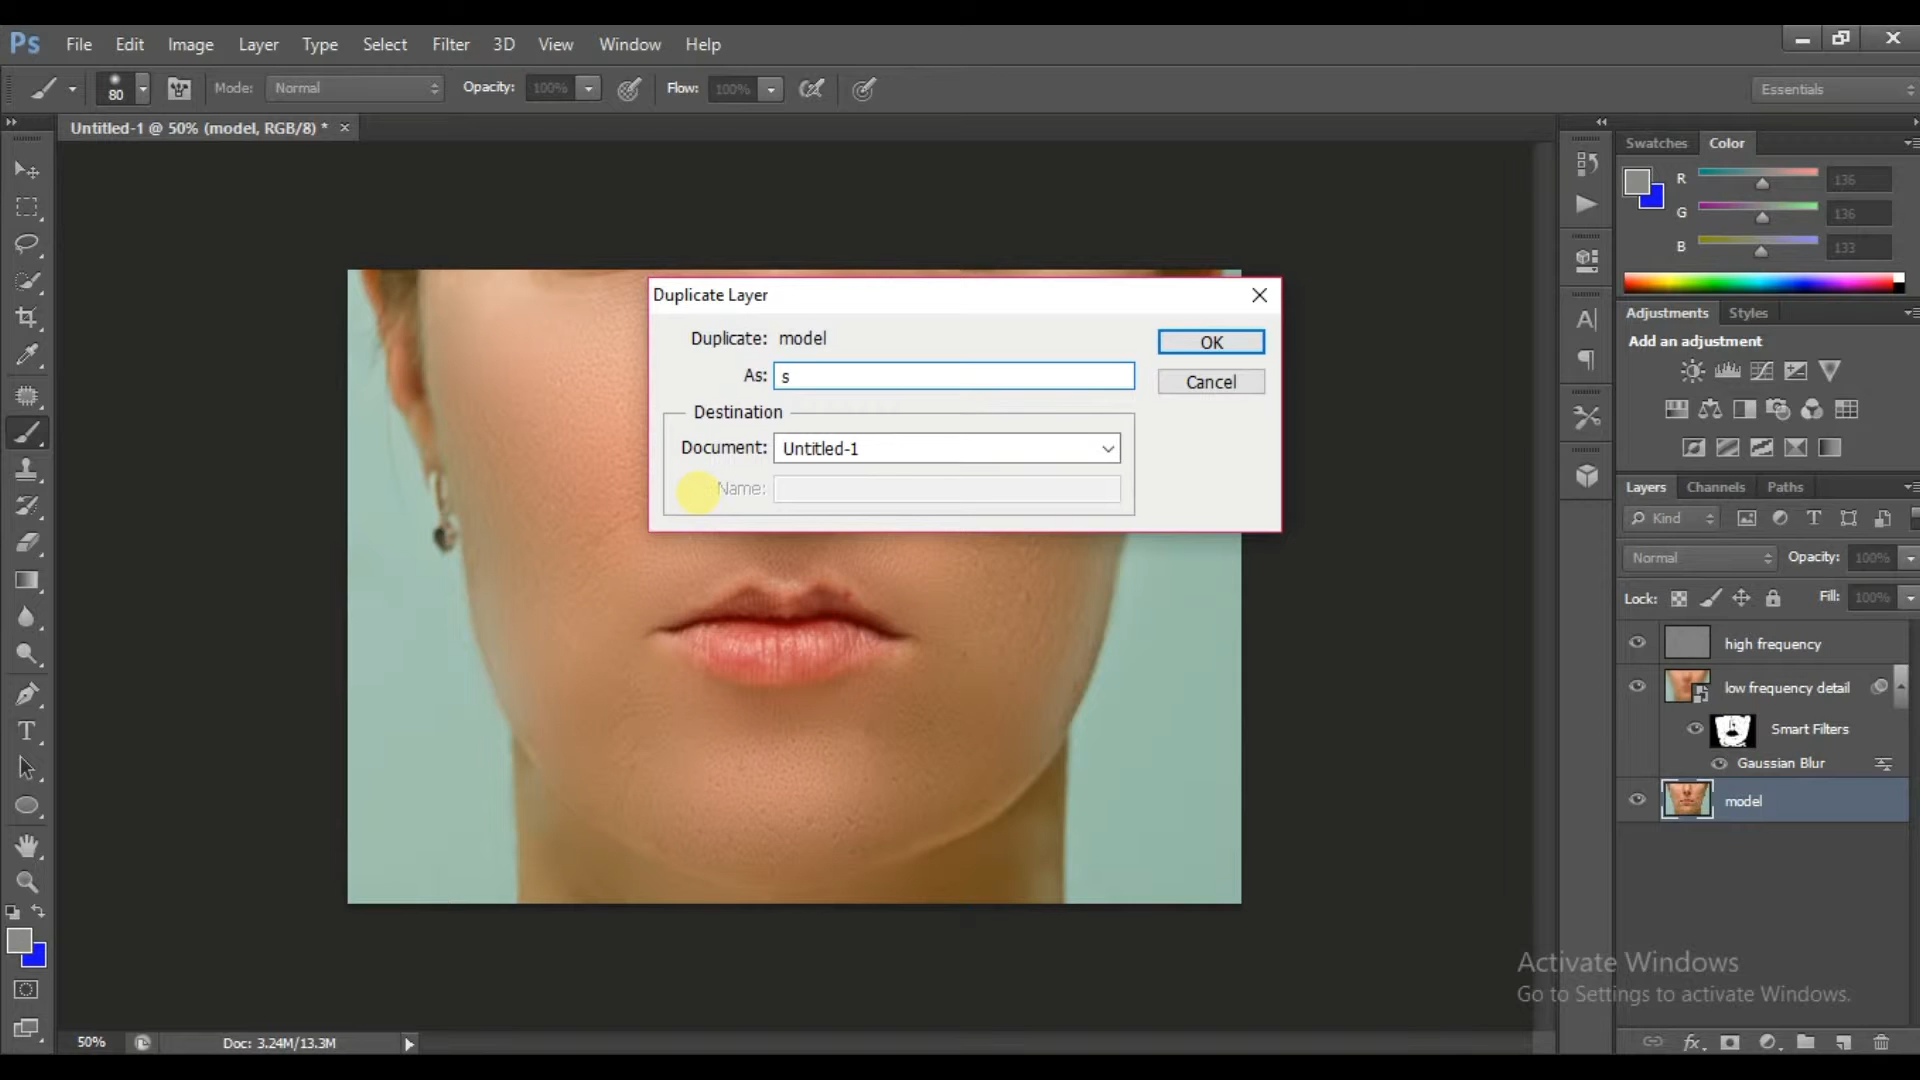 Ps File Edit Image Layer Type Select Filter 3D View Window Help
80 Mode: Normal Opacity: 100% Flow: 100% Essentials
Untitled-1 @ 50% (model, RGB/8) * ×
Swatches Color
R 136
G 136
B 133
Adjustments Styles
Add an adjustment
Duplicate Layer
Duplicate: model
As: s
OK
Cancel
Destination
Document: Untitled-1
Name:
Layers Channels Paths
Kind
Normal Opacity: 100%
Lock: Fill: 100%
high frequency
low frequency detail
Smart Filters
Gaussian Blur
model
Activate Windows
Go to Settings to activate Windows.
50% Doc: 3.24M/13.3M